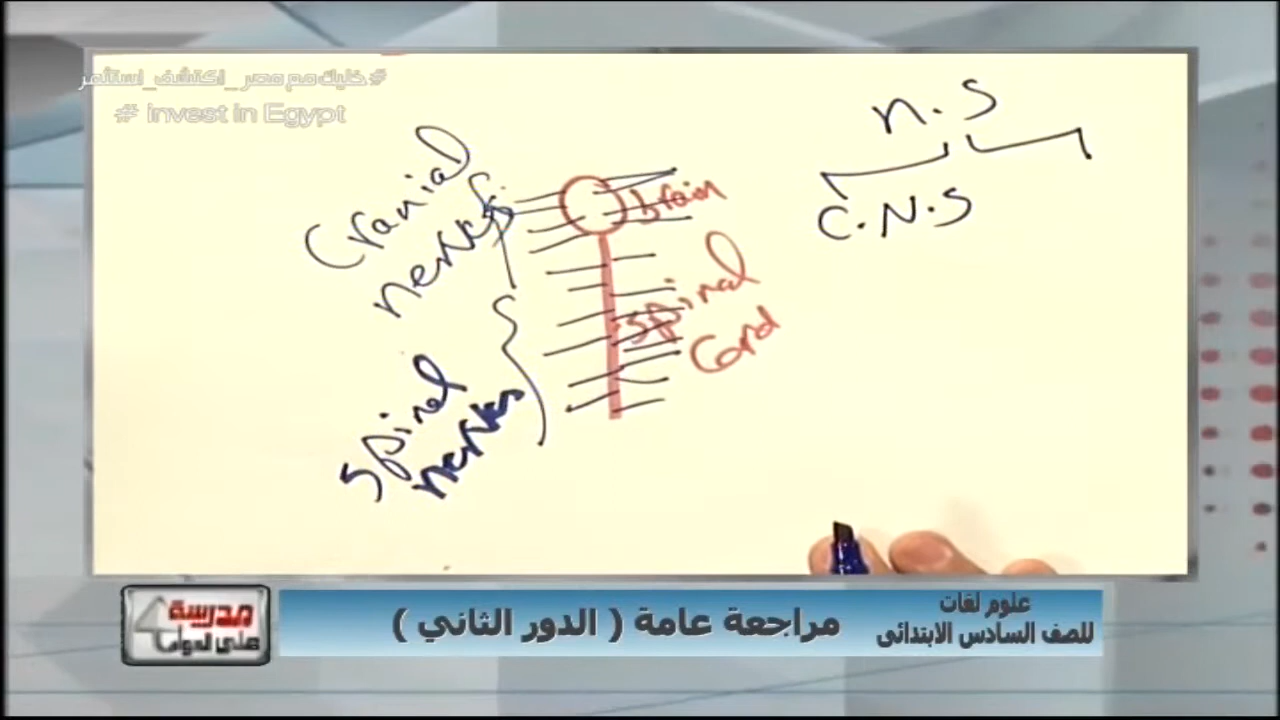 #خليك_مع_مصر_اكتشف_استثمر
# invest in Egypt
n.S
C.N.S
Cranial
nerves
brain
Spinal
Cord
Spinal
nerves
مدرسة
على الهواء
مراجعة عامة ( الدور الثاني )
علوم لغات
للصف السادس الابتدائى